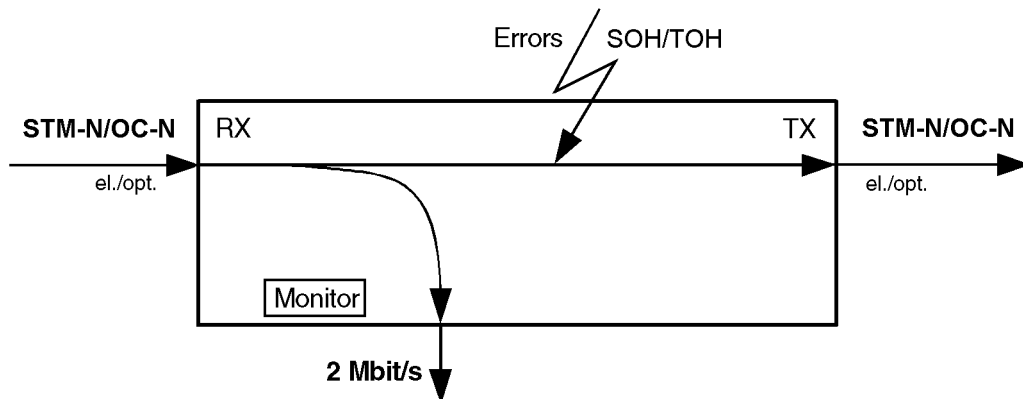 Errors SOH/TOH
STM-N/OC-N RX TX STM-N/OC-N
el./opt. el./opt.
Monitor
2 Mbit/s